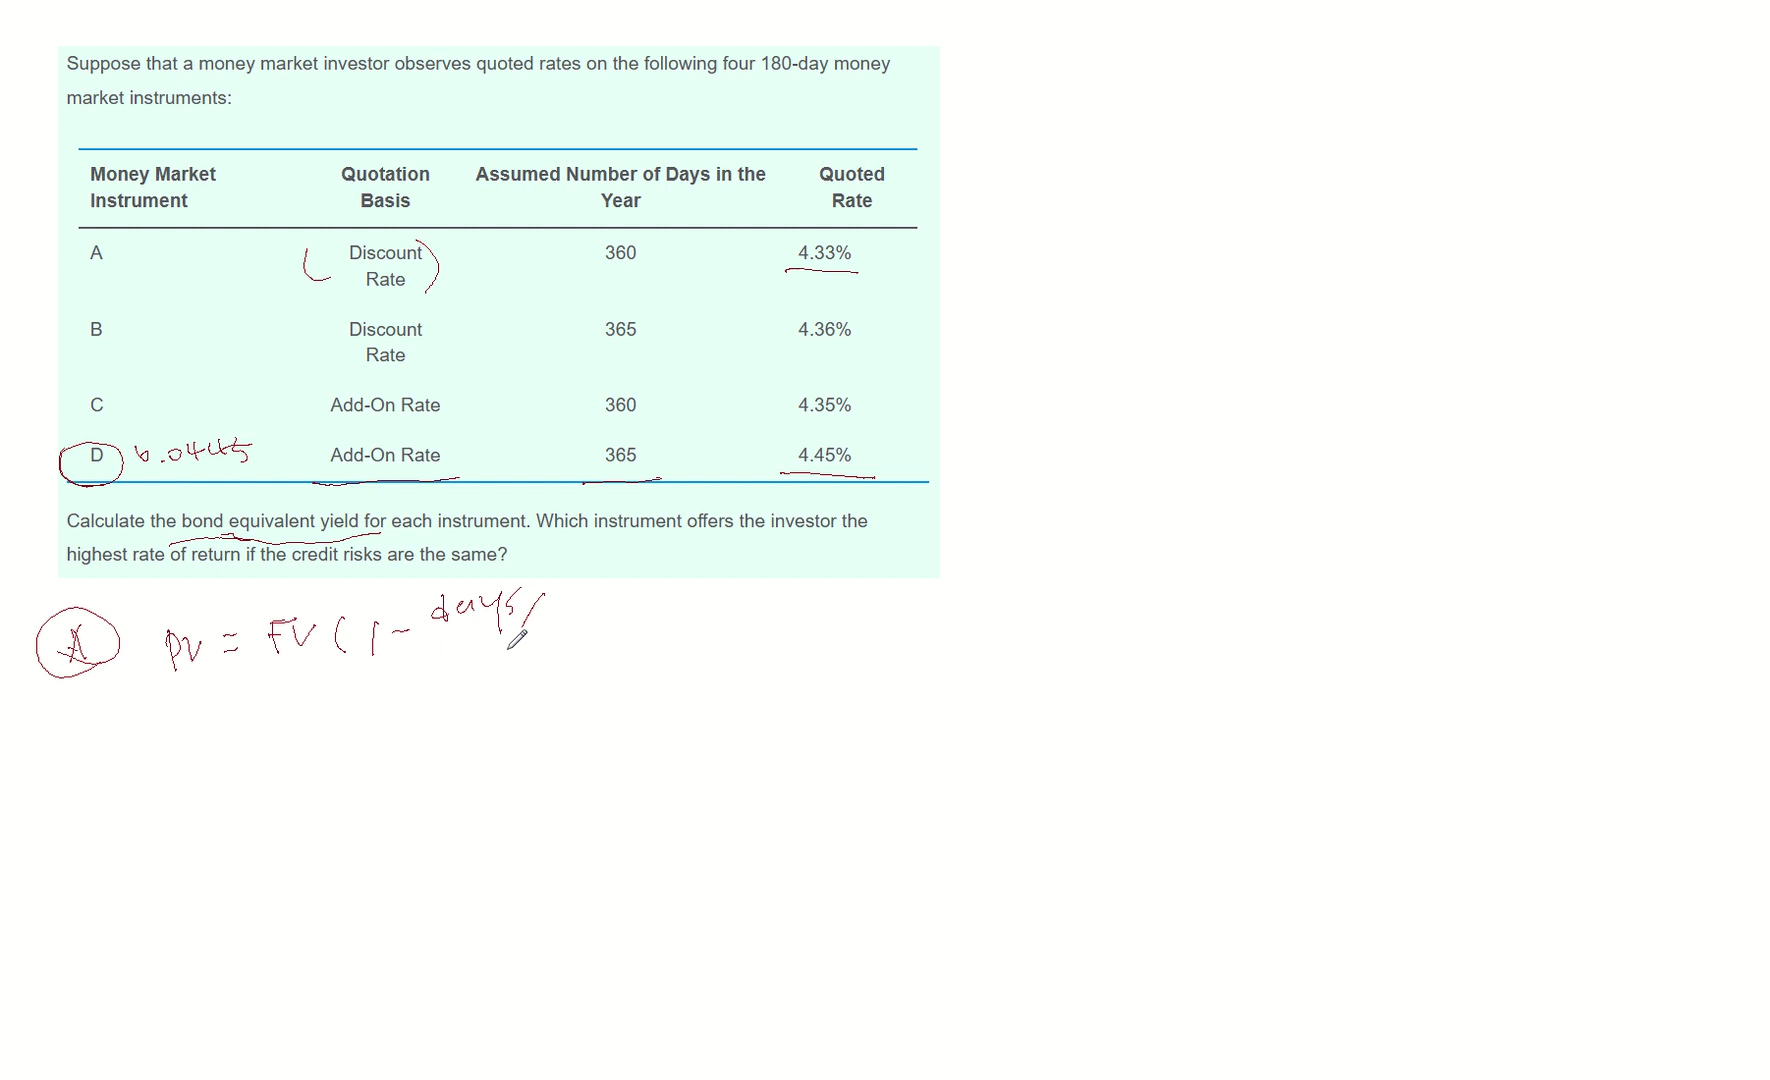 Suppose that a money market investor observes quoted rates on the following four 180-day money
market instruments:
Money Market Instrument Quotation Basis Assumed Number of Days in the Year Quoted Rate
A Discount Rate 360 4.33%
B Discount Rate 365 4.36%
C Add-On Rate 360 4.35%
D 0.0445 Add-On Rate 365 4.45%
Calculate the bond equivalent yield for each instrument. Which instrument offers the investor the
highest rate of return if the credit risks are the same?
A PV = FV ( 1 - days/